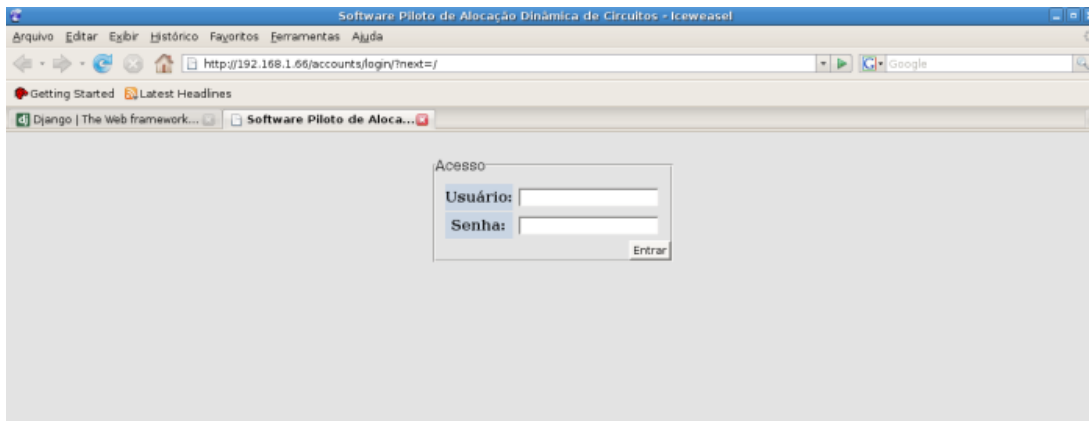 Software Piloto de Alocação Dinâmica de Circuitos - Iceweasel
Arquivo Editar Exibir Histórico Favoritos Ferramentas Ajuda
http://192.168.1.66/accounts/login/?next=/
Google
Getting Started Latest Headlines
Django | The Web framework... Software Piloto de Aloca...
Acesso
Usuário:
Senha:
Entrar